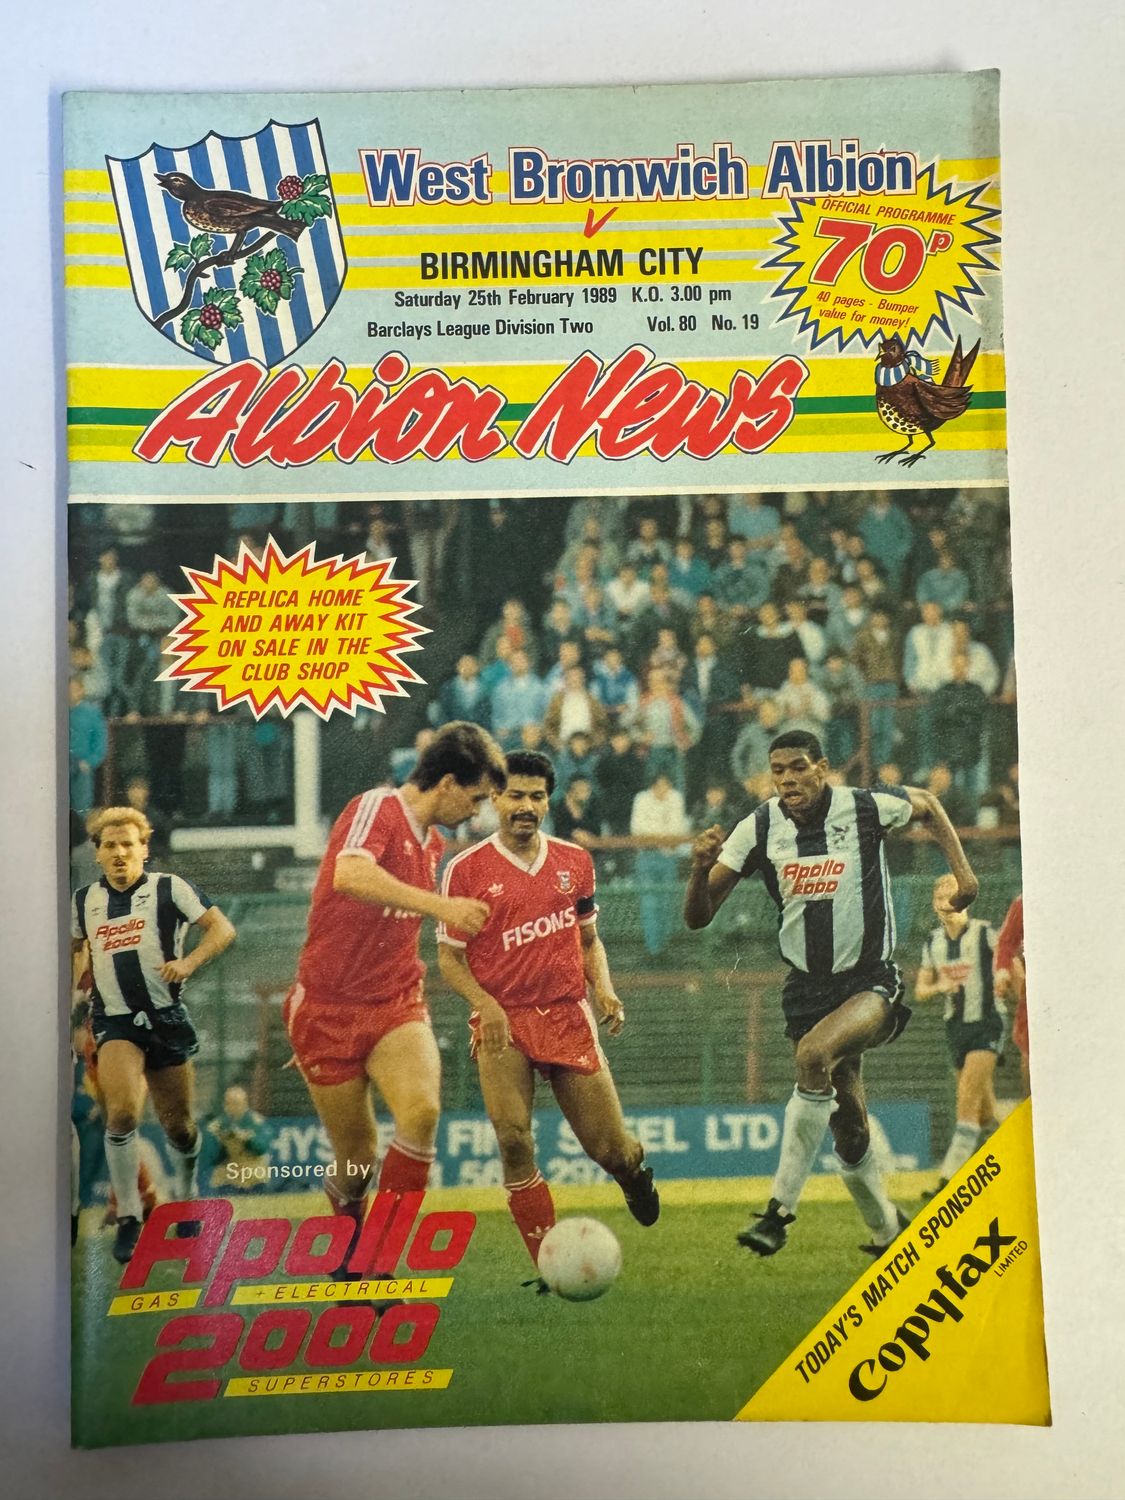 West Bromwich Albion
v
BIRMINGHAM CITY
Saturday 25th February 1989 K.O. 3.00 pm
Barclays League Division Two Vol. 80 No. 19
OFFICIAL PROGRAMME
70p
40 pages - Bumper
value for money!
Albion News
REPLICA HOME
AND AWAY KIT
ON SALE IN THE
CLUB SHOP
Apollo
2000
FISONS
Apollo
2000
FINE STEEL LTD
Sponsored by
Apollo
GAS + ELECTRICAL
2000
SUPERSTORES
TODAY'S MATCH SPONSORS
Copyfax
LIMITED